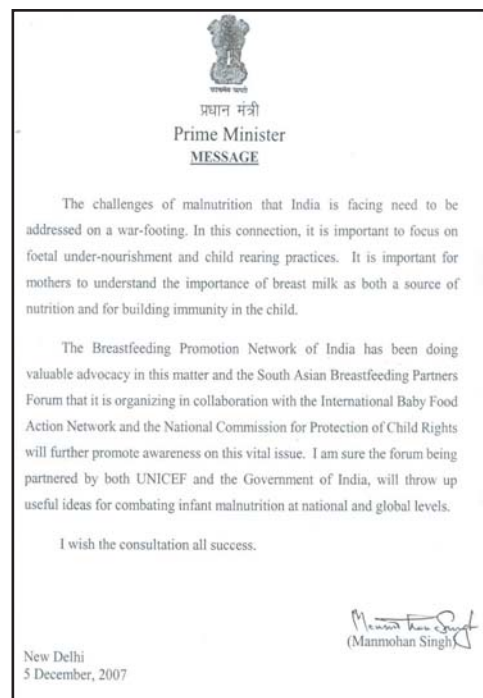 सत्यमेव जयते
प्रधान मंत्री
Prime Minister
MESSAGE
The challenges of malnutrition that India is facing need to be
addressed on a war-footing. In this connection, it is important to focus on
foetal under-nourishment and child rearing practices. It is important for
mothers to understand the importance of breast milk as both a source of
nutrition and for building immunity in the child.
The Breastfeeding Promotion Network of India has been doing
valuable advocacy in this matter and the South Asian Breastfeeding Partners
Forum that it is organizing in collaboration with the International Baby Food
Action Network and the National Commission for Protection of Child Rights
will further promote awareness on this vital issue. I am sure the forum being
partnered by both UNICEF and the Government of India, will throw up
useful ideas for combating infant malnutrition at national and global levels.
I wish the consultation all success.
Manmohan Singh
(Manmohan Singh)
New Delhi
5 December, 2007